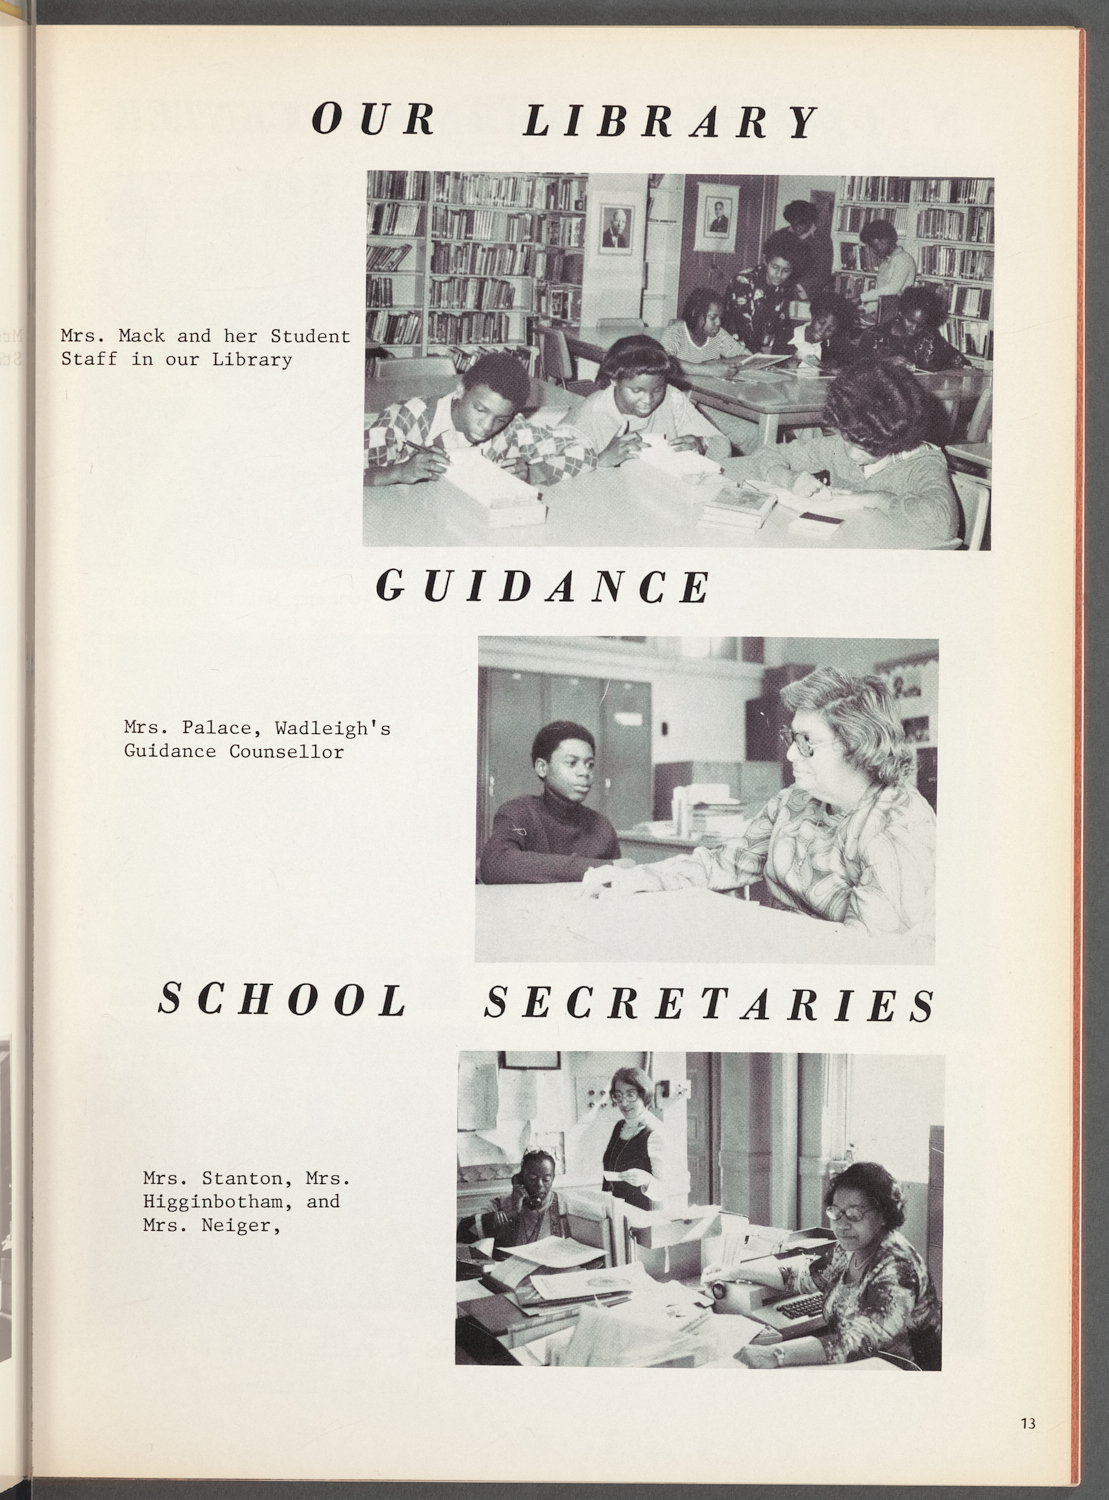 OUR LIBRARY
Mrs. Mack and her Student
Staff in our Library
GUIDANCE
Mrs. Palace, Wadleigh's
Guidance Counsellor
SCHOOL SECRETARIES
Mrs. Stanton, Mrs.
Higginbotham, and
Mrs. Neiger,
13